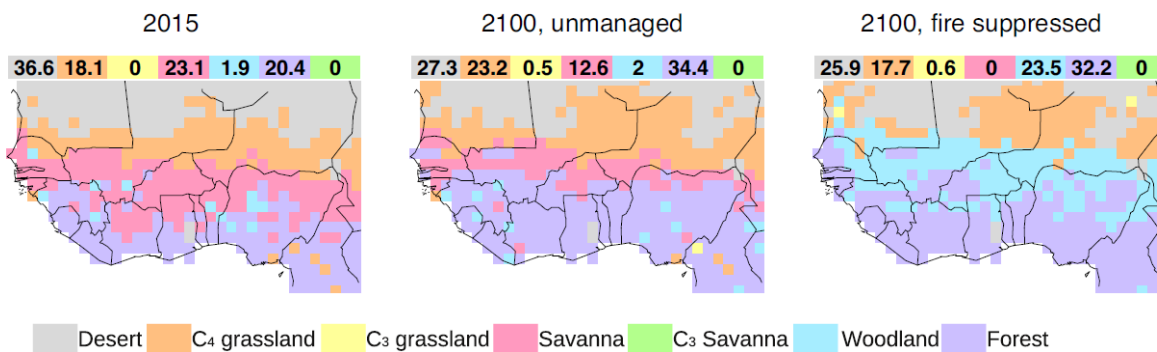 2015 2100, unmanaged 2100, fire suppressed
36.6 18.1 0 23.1 1.9 20.4 0 27.3 23.2 0.5 12.6 2 34.4 0 25.9 17.7 0.6 0 23.5 32.2 0
Desert C₄ grassland C₃ grassland Savanna C₃ Savanna Woodland Forest